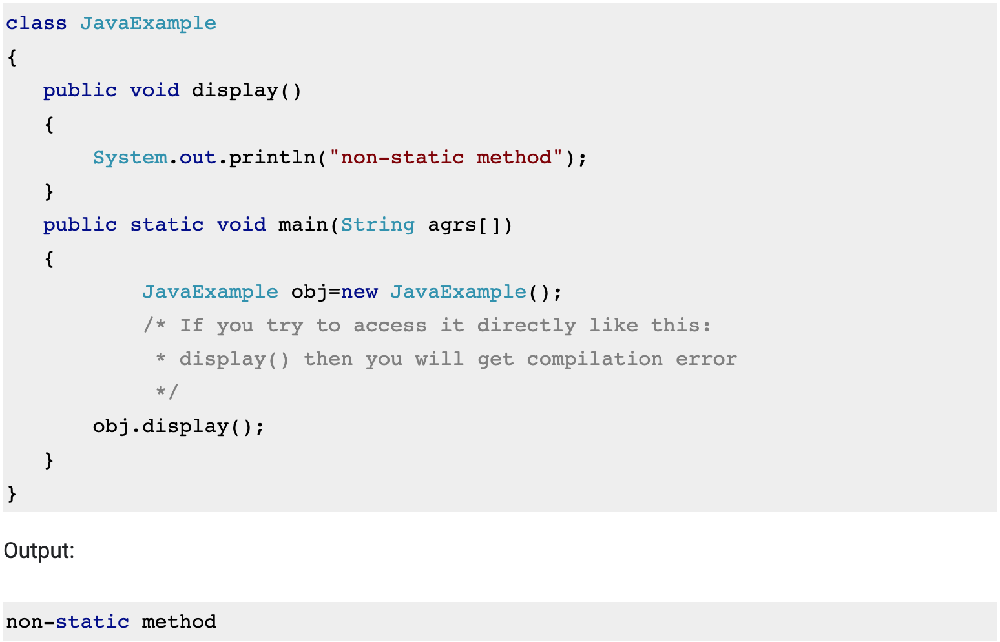 class JavaExample
{
   public void display()
   {
       System.out.println("non-static method");
   }
   public static void main(String agrs[])
   {
           JavaExample obj=new JavaExample();
           /* If you try to access it directly like this:
            * display() then you will get compilation error
            */
       obj.display();
   }
}
Output:
non-static method